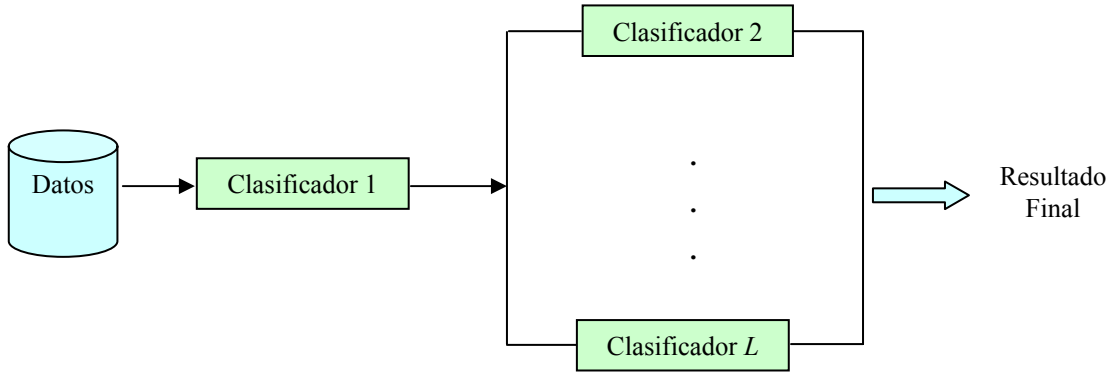 Clasificador 2
Datos
Clasificador 1
.
.
.
Resultado
Final
Clasificador L